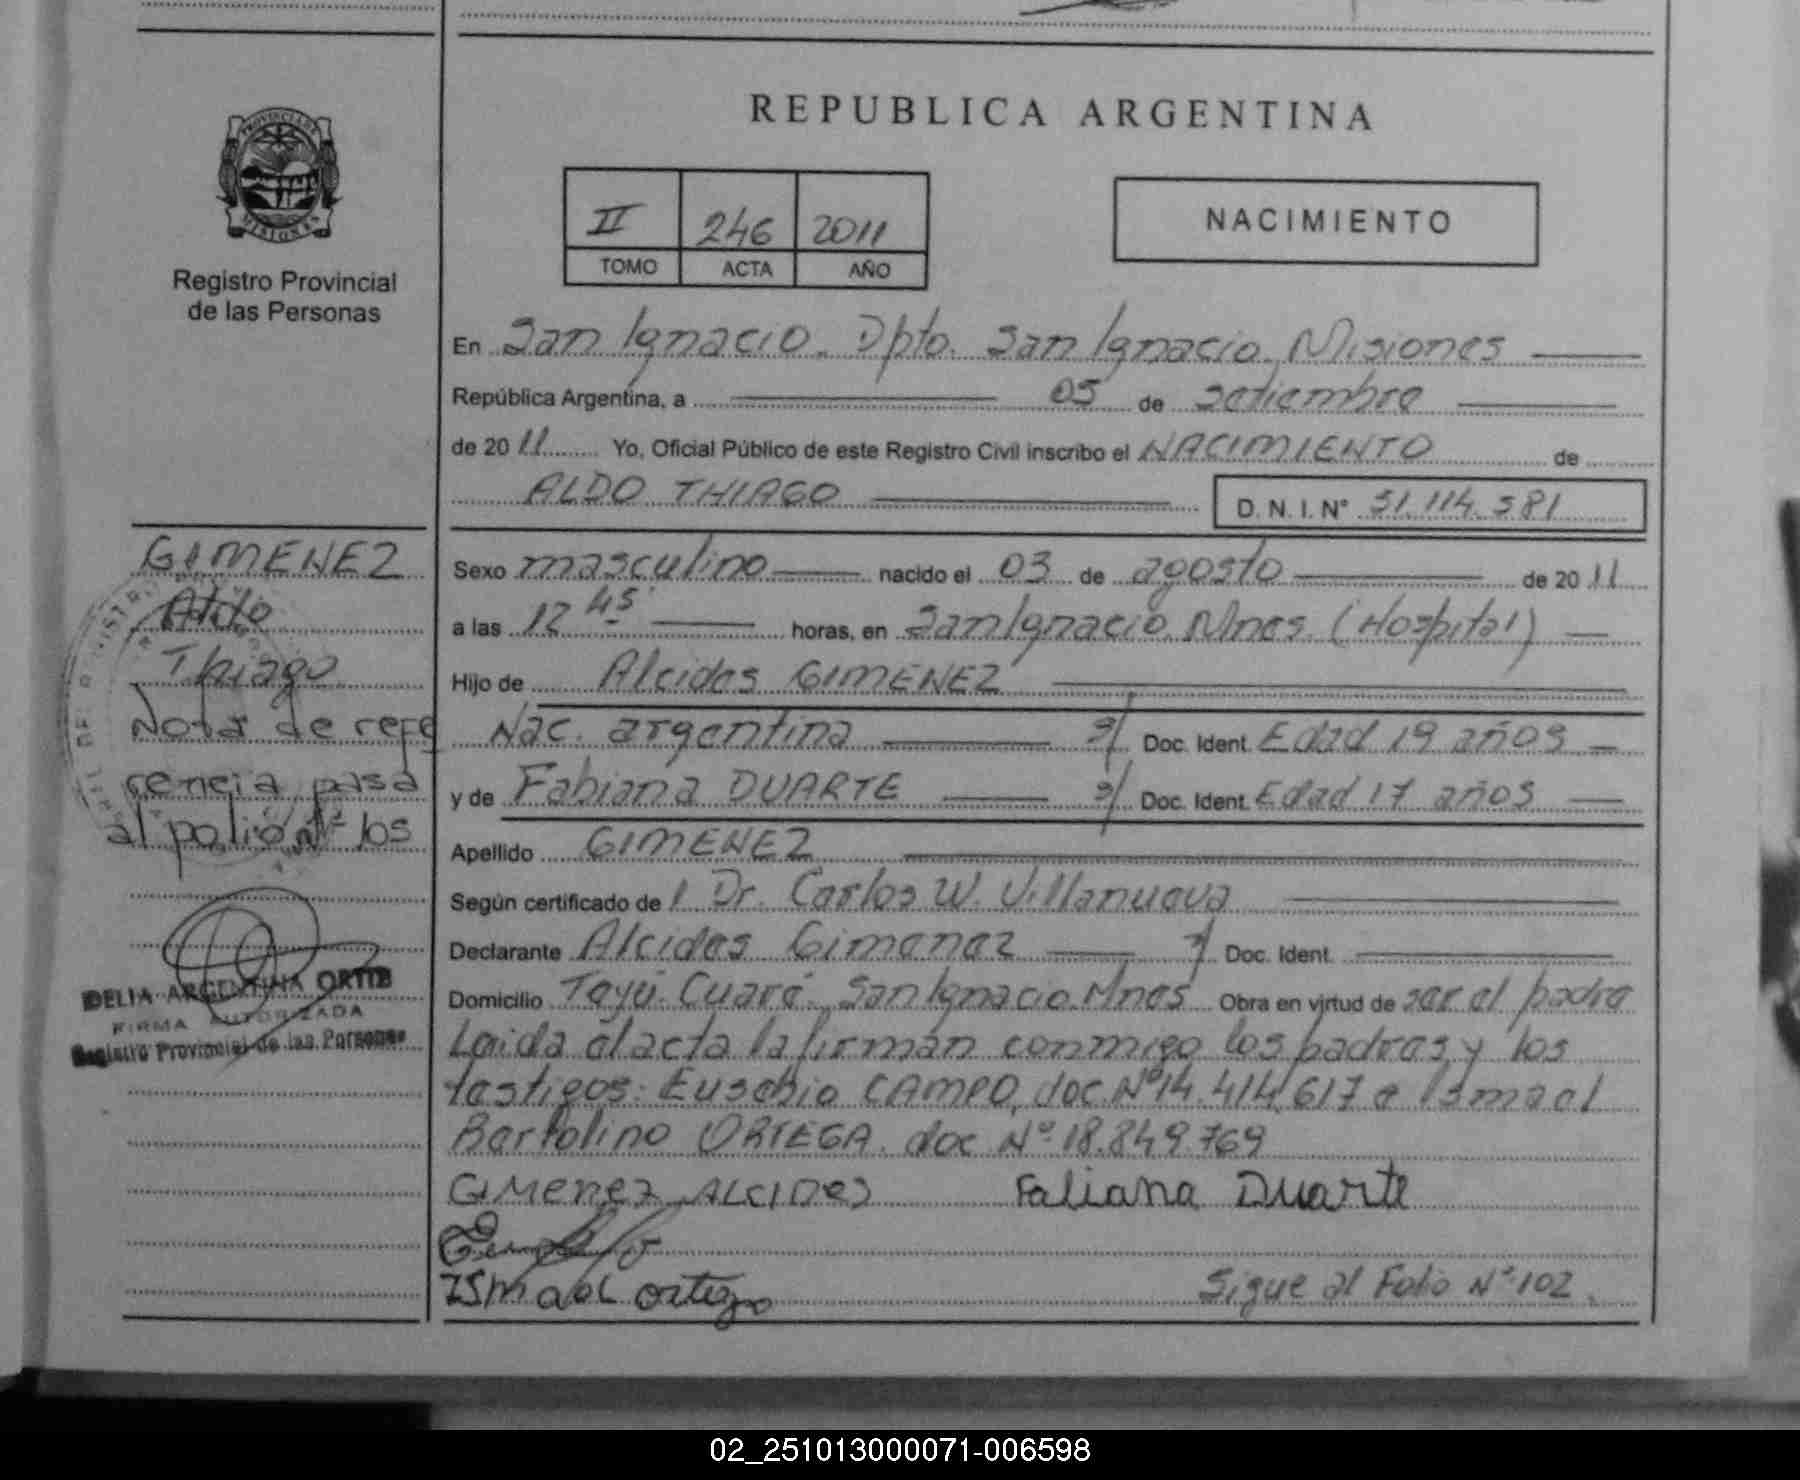 REPUBLICA ARGENTINA
PROVINCIA DE
MISIONES
Registro Provincial
de las Personas
II 246 2011
TOMO ACTA AÑO
NACIMIENTO
En San Ignacio. Dpto. San Ignacio Misiones
República Argentina, a 05 de setiembre
de 2011 Yo, Oficial Público de este Registro Civil inscribo el NACIMIENTO de
ALDO THIAGO D. N. I. N° 51.114.581
Sexo masculino nacido el 03 de agosto de 2011
a las 12 45 horas, en San Ignacio Mnes. (Hospital)
Hijo de Alcides GIMENEZ
Nac. argentina s/ Doc. Ident. Edad 19 años
y de Fabiana DUARTE s/ Doc. Ident. Edad 17 años
Apellido GIMENEZ
Según certificado de l Dr. Carlos W. Villanueva
Declarante Alcides Gimenez Doc. Ident.
Domicilio Teyú Cuaré. San Ignacio. Mnes Obra en virtud de ser el padre
Leida el acta la firman conmigo los padres y los
testigos: Eusebio CAMPO, doc. N° 14.414.617 e Ismael
Bartolino ORTEGA. doc N° 18.849.769
GIMENEZ ALCIDES Fabiana Duarte
Ismael ortega Sigue al Folio N° 102.
GIMENEZ
Aldo
Thiago
Nota de refe
rencia pasa
al folio N° 105
DELIA ARGENTINA ORTIZ
FIRMA AUTORIZADA
Registro Provincial de las Personas
02_251013000071-006598